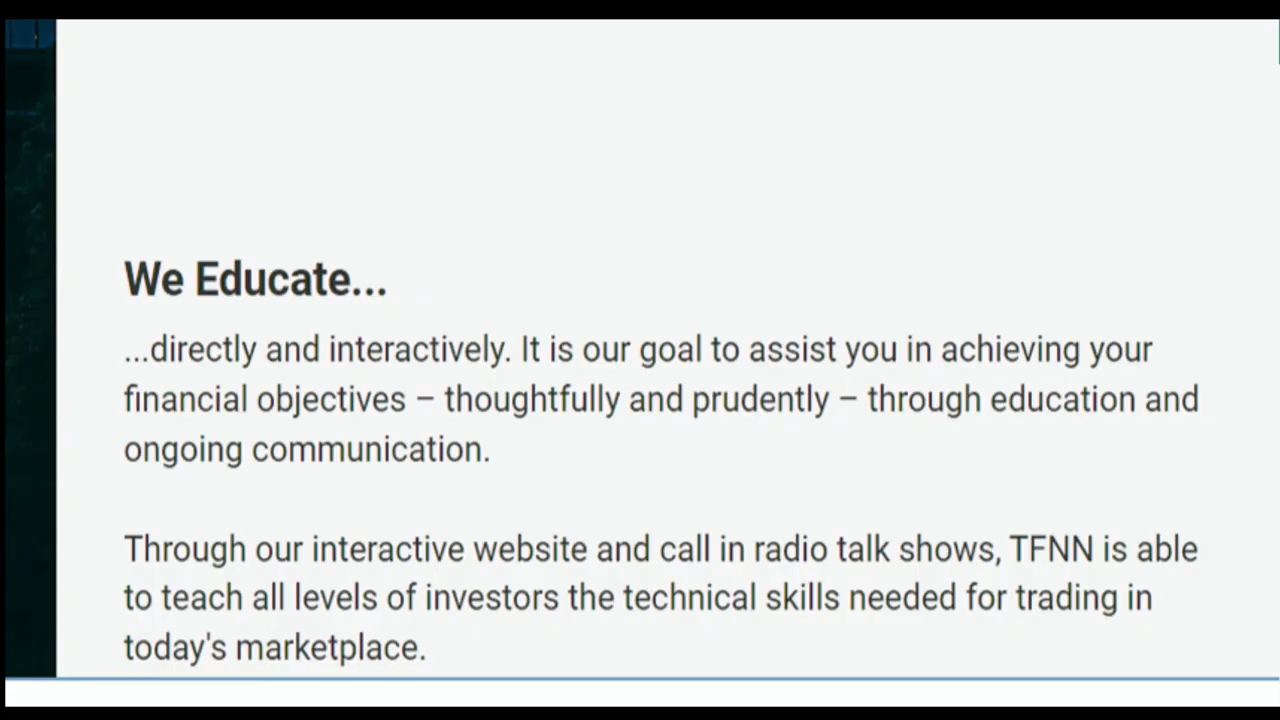 We Educate...
...directly and interactively. It is our goal to assist you in achieving your
financial objectives – thoughtfully and prudently – through education and
ongoing communication.
Through our interactive website and call in radio talk shows, TFNN is able
to teach all levels of investors the technical skills needed for trading in
today's marketplace.